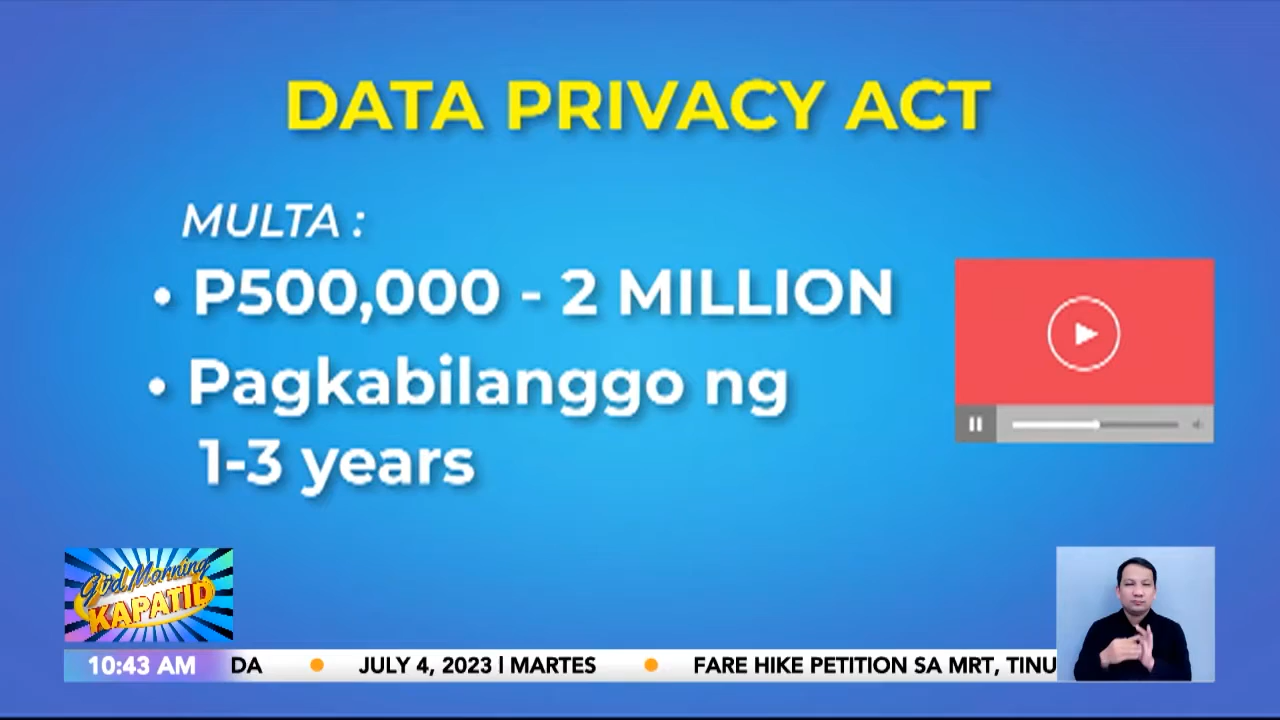 DATA PRIVACY ACT
MULTA :
• P500,000 - 2 MILLION
• Pagkabilanggo ng
1-3 years
Gud Morning
KAPATID
10:43 AM DA • JULY 4, 2023 | MARTES • FARE HIKE PETITION SA MRT, TINU